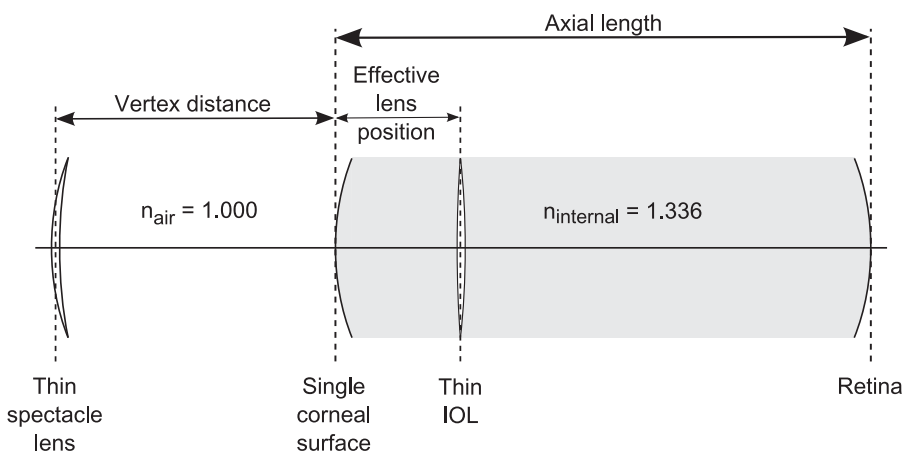 Axial length
Effective
lens
position
Vertex distance
n_air = 1.000
n_internal = 1.336
Thin
spectacle
lens
Single
corneal
surface
Thin
IOL
Retina